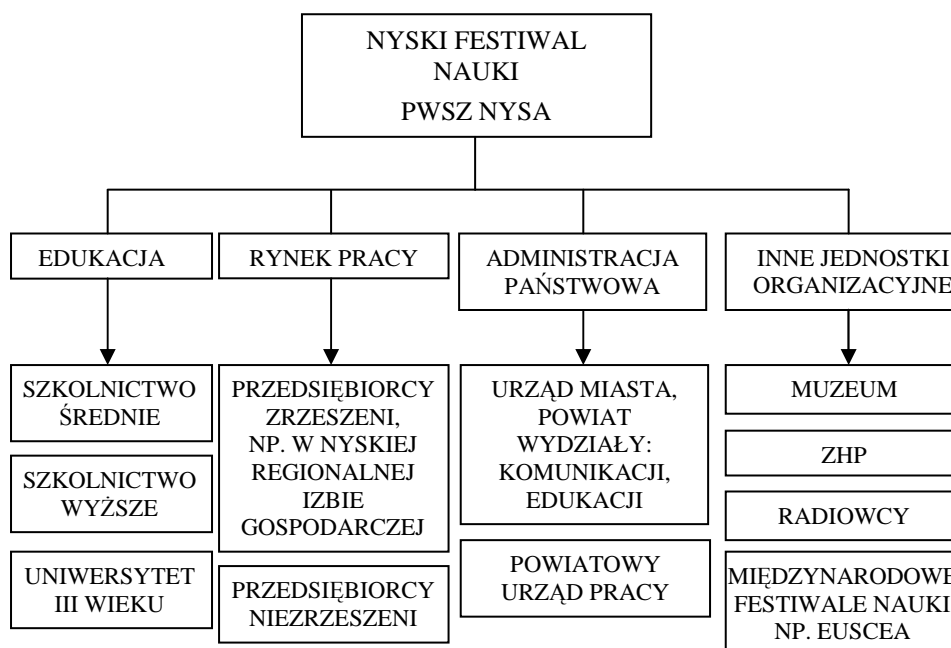 NYSKI FESTIWAL
NAUKI
PWSZ NYSA
EDUKACJA
RYNEK PRACY
ADMINISTRACJA
PAŃSTWOWA
INNE JEDNOSTKI
ORGANIZACYJNE
SZKOLNICTWO
ŚREDNIE
SZKOLNICTWO
WYŻSZE
UNIWERSYTET
III WIEKU
PRZEDSIĘBIORCY
ZRZESZENI,
NP. W NYSKIEJ
REGIONALNEJ
IZBIE
GOSPODARCZEJ
PRZEDSIĘBIORCY
NIEZRZESZENI
URZĄD MIASTA,
POWIAT
WYDZIAŁY:
KOMUNIKACJI,
EDUKACJI
POWIATOWY
URZĄD PRACY
MUZEUM
ZHP
RADIOWCY
MIĘDZYNARODOWE
FESTIWALE NAUKI
NP. EUSCEA